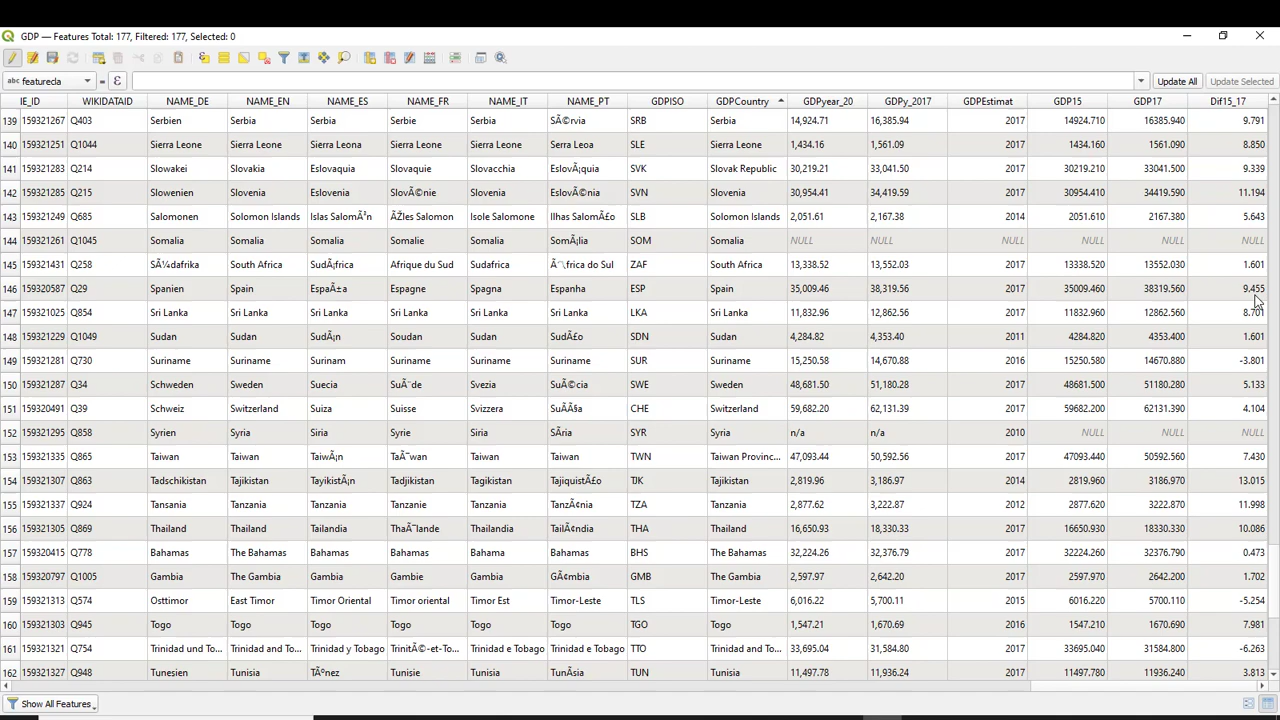 GDP — Features Total: 177, Filtered: 177, Selected: 0
abc featurecla = ε Update All Update Selected
IE_ID WIKIDATAID NAME_DE NAME_EN NAME_ES NAME_FR NAME_IT NAME_PT GDPISO GDPCountry GDPyear_20 GDPy_2017 GDPEstimat GDP15 GDP17 Dif15_17
139 159321267 Q403 Serbien Serbia Serbia Serbie Serbia SÃ©rvia SRB Serbia 14,924.71 16,385.94 2017 14924.710 16385.940 9.791
140 159321251 Q1044 Sierra Leone Sierra Leone Sierra Leona Sierra Leone Sierra Leone Serra Leoa SLE Sierra Leone 1,434.16 1,561.09 2017 1434.160 1561.090 8.850
141 159321283 Q214 Slowakei Slovakia Eslovaquia Slovaquie Slovacchia EslovÃ¡quia SVK Slovak Republic 30,219.21 33,041.50 2017 30219.210 33041.500 9.339
142 159321285 Q215 Slowenien Slovenia Eslovenia SlovÃ©nie Slovenia EslovÃ©nia SVN Slovenia 30,954.41 34,419.59 2017 30954.410 34419.590 11.194
143 159321249 Q685 Salomonen Solomon Islands Islas SalomÃ³n ÃŽles Salomon Isole Salomone Ilhas SalomÃ£o SLB Solomon Islands 2,051.61 2,167.38 2014 2051.610 2167.380 5.643
144 159321261 Q1045 Somalia Somalia Somalia Somalie Somalia SomÃ¡lia SOM Somalia NULL NULL NULL NULL NULL NULL
145 159321431 Q258 SÃ¼dafrika South Africa SudÃ¡frica Afrique du Sud Sudafrica Ã\frica do Sul ZAF South Africa 13,338.52 13,552.03 2017 13338.520 13552.030 1.601
146 159320587 Q29 Spanien Spain EspaÃ±a Espagne Spagna Espanha ESP Spain 35,009.46 38,319.56 2017 35009.460 38319.560 9.455
147 159321025 Q854 Sri Lanka Sri Lanka Sri Lanka Sri Lanka Sri Lanka Sri Lanka LKA Sri Lanka 11,832.96 12,862.56 2017 11832.960 12862.560 8.701
148 159321229 Q1049 Sudan Sudan SudÃ¡n Soudan Sudan SudÃ£o SDN Sudan 4,284.82 4,353.40 2011 4284.820 4353.400 1.601
149 159321281 Q730 Suriname Suriname Surinam Suriname Suriname Suriname SUR Suriname 15,250.58 14,670.88 2016 15250.580 14670.880 -3.801
150 159321287 Q34 Schweden Sweden Suecia SuÃ¨de Svezia SuÃ©cia SWE Sweden 48,681.50 51,180.28 2017 48681.500 51180.280 5.133
151 159320491 Q39 Schweiz Switzerland Suiza Suisse Svizzera SuÃÃ§a CHE Switzerland 59,682.20 62,131.39 2017 59682.200 62131.390 4.104
152 159321295 Q858 Syrien Syria Siria Syrie Siria SÃria SYR Syria n/a n/a 2010 NULL NULL NULL
153 159321335 Q865 Taiwan Taiwan TaiwÃ¡n TaÃ¯wan Taiwan Taiwan TWN Taiwan Provinc... 47,093.44 50,592.56 2017 47093.440 50592.560 7.430
154 159321307 Q863 Tadschikistan Tajikistan TayikistÃ¡n Tadjikistan Tagikistan TajiquistÃ£o TJK Tajikistan 2,819.96 3,186.97 2014 2819.960 3186.970 13.015
155 159321337 Q924 Tansania Tanzania Tanzania Tanzanie Tanzania TanzÃ¢nia TZA Tanzania 2,877.62 3,222.87 2012 2877.620 3222.870 11.998
156 159321305 Q869 Thailand Thailand Tailandia ThaÃ¯lande Thailandia TailÃ¢ndia THA Thailand 16,650.93 18,330.33 2017 16650.930 18330.330 10.086
157 159320415 Q778 Bahamas The Bahamas Bahamas Bahamas Bahama Bahamas BHS The Bahamas 32,224.26 32,376.79 2017 32224.260 32376.790 0.473
158 159320797 Q1005 Gambia The Gambia Gambia Gambie Gambia GÃ¢mbia GMB The Gambia 2,597.97 2,642.20 2017 2597.970 2642.200 1.702
159 159321313 Q574 Osttimor East Timor Timor Oriental Timor oriental Timor Est Timor-Leste TLS Timor-Leste 6,016.22 5,700.11 2015 6016.220 5700.110 -5.254
160 159321303 Q945 Togo Togo Togo Togo Togo Togo TGO Togo 1,547.21 1,670.69 2016 1547.210 1670.690 7.981
161 159321321 Q754 Trinidad und To... Trinidad and To... Trinidad y Tobago TrinitÃ©-et-To... Trinidad e Tobago Trinidad e Tobago TTO Trinidad and To... 33,695.04 31,584.80 2017 33695.040 31584.800 -6.263
162 159321327 Q948 Tunesien Tunisia TÃºnez Tunisie Tunisia TunÃsia TUN Tunisia 11,497.78 11,936.24 2017 11497.780 11936.240 3.813
Show All Features